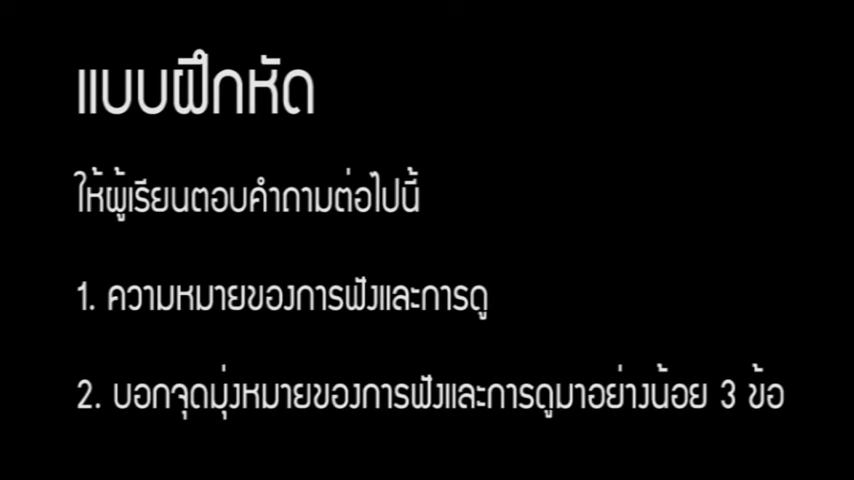 แบบฝึกหัด
ให้ผู้เรียนตอบคำถามต่อไปนี้
1. ความหมายของการฟังและการดู
2. บอกจุดมุ่งหมายของการฟังและการดูมาอย่างน้อย 3 ข้อ